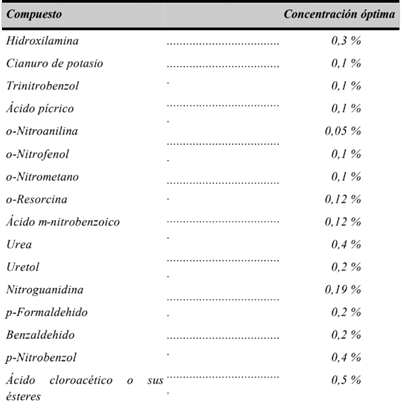 Compuesto Concentración óptima
Hidroxilamina ................................... 0,3 %
Cianuro de potasio ................................... 0,1 %
Trinitrobenzol . 0,1 %
Ácido pícrico ................................... 0,1 %
.
o-Nitroanilina 0,05 %
...................................
o-Nitrofenol . 0,1 %
o-Nitrometano ................................... 0,1 %
o-Resorcina . 0,12 %
Ácido m-nitrobenzoico ................................... 0,12 %
.
Urea 0,4 %
...................................
Uretol . 0,2 %
Nitroguanidina 0,19 %
...................................
p-Formaldehido . 0,2 %
Benzaldehido ................................... 0,2 %
p-Nitrobenzol . 0,4 %
Ácido cloroacético o sus ................................... 0,5 %
ésteres .